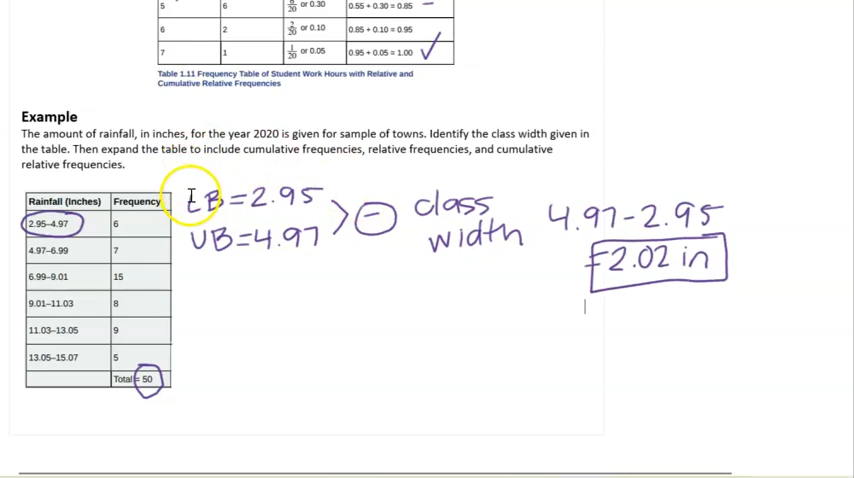 5 6 6/20 or 0.30 0.55 + 0.30 = 0.85
6 2 2/20 or 0.10 0.85 + 0.10 = 0.95
7 1 1/20 or 0.05 0.95 + 0.05 = 1.00 ✓
Table 1.11 Frequency Table of Student Work Hours with Relative and
Cumulative Relative Frequencies
Example
The amount of rainfall, in inches, for the year 2020 is given for sample of towns. Identify the class width given in
the table. Then expand the table to include cumulative frequencies, relative frequencies, and cumulative
relative frequencies.
Rainfall (Inches) Frequency
2.95–4.97 6
4.97–6.99 7
6.99–9.01 15
9.01–11.03 8
11.03–13.05 9
13.05–15.07 5
Total = 50
LB = 2.95
UB = 4.97
−
class
width
4.97 - 2.95
= 2.02 in